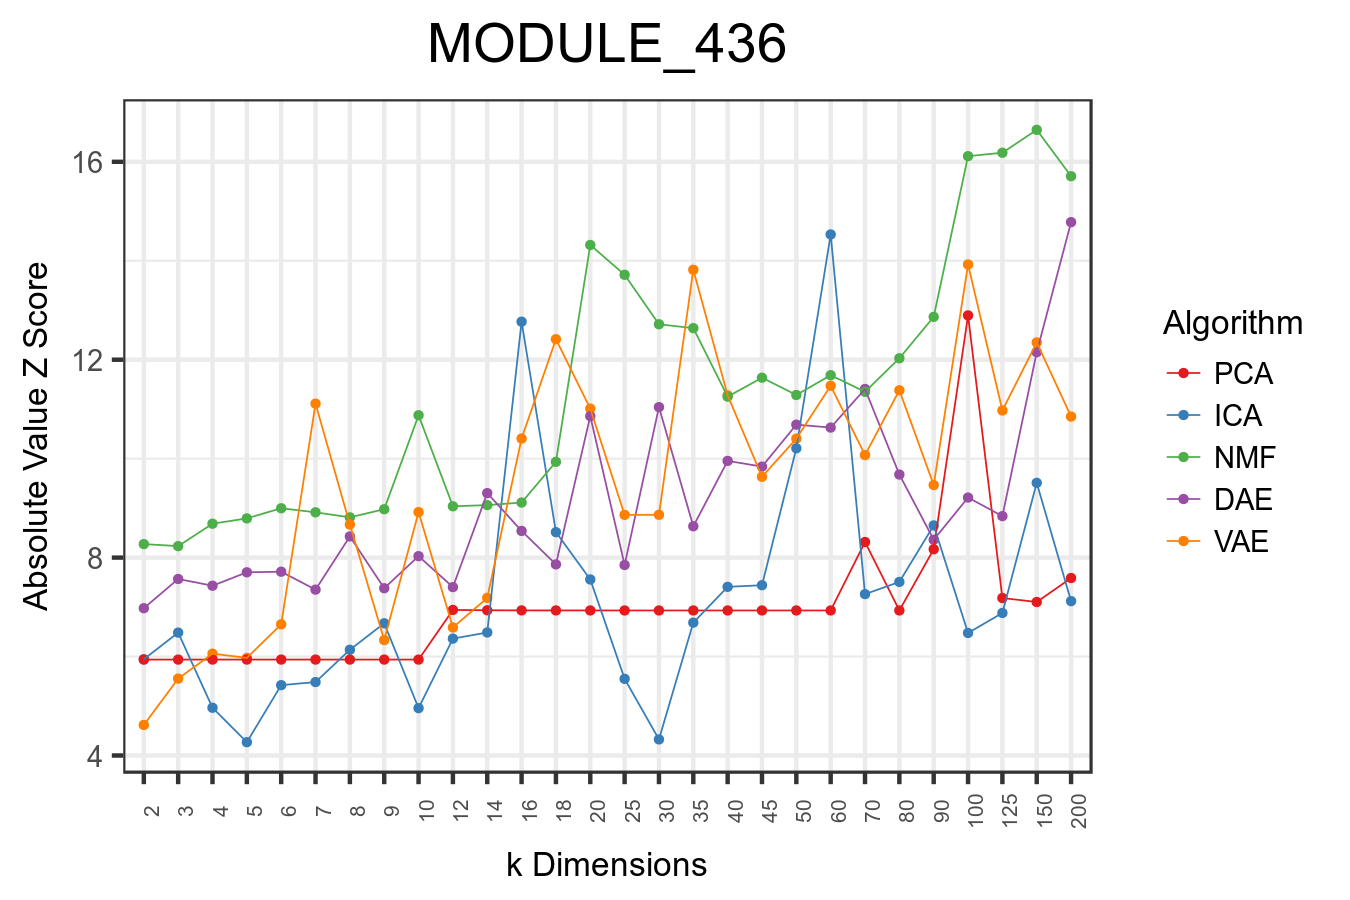 MODULE_436
Absolute Value Z Score
16
12
8
4
2 3 4 5 6 7 8 9 10 12 14 16 18 20 25 30 35 40 45 50 60 70 80 90 100 125 150 200
k Dimensions
Algorithm
PCA
ICA
NMF
DAE
VAE